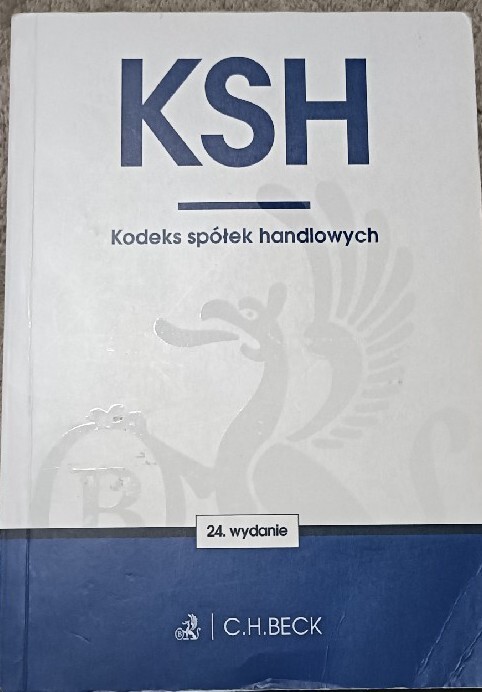 KSH
Kodeks spółek handlowych
24. wydanie
B
B | C.H.BECK